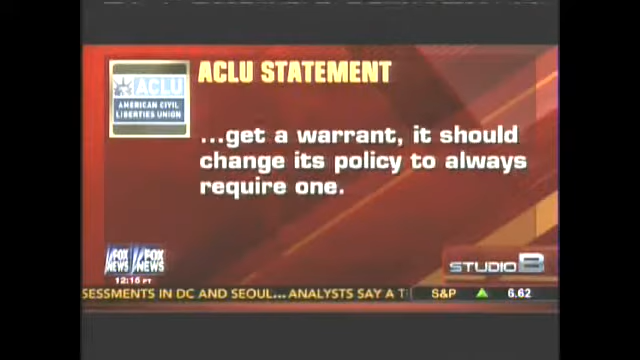 ACLU STATEMENT
ACLU
AMERICAN CIVIL
LIBERTIES UNION
...get a warrant, it should
change its policy to always
require one.
FOX NEWS FOX NEWS
STUDIO B
12:16 PT
SESSMENTS IN DC AND SEOUL... ANALYSTS SAY A T
S&P ▲ 6.62